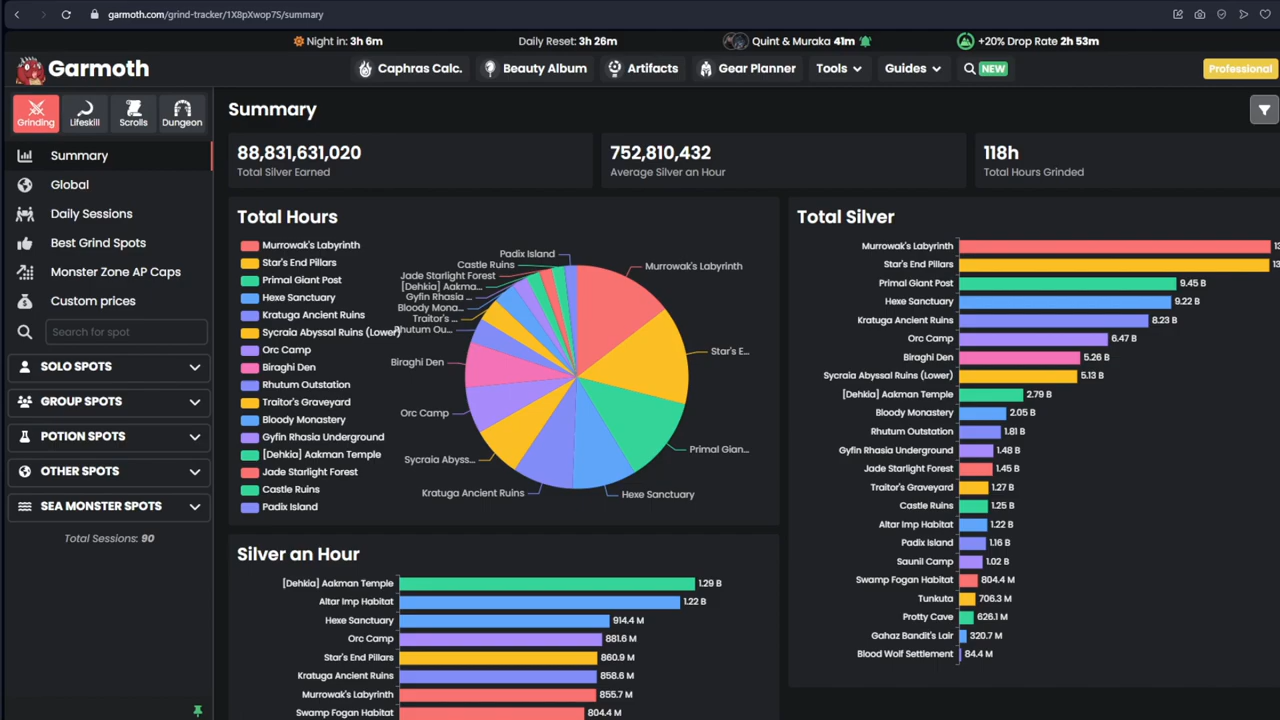 garmoth.com/grind-tracker/1X8pXwop7S/summary
Night in: 3h 6m
Daily Reset: 3h 26m
Quint & Muraka 41m
+20% Drop Rate 2h 53m
Garmoth
Caphras Calc.
Beauty Album
Artifacts
Gear Planner
Tools
Guides
NEW
Professional
Grinding
Lifeskill
Scrolls
Dungeon
Summary
Global
Daily Sessions
Best Grind Spots
Monster Zone AP Caps
Custom prices
Search for spot
SOLO SPOTS
GROUP SPOTS
POTION SPOTS
OTHER SPOTS
SEA MONSTER SPOTS
Total Sessions: 90
Summary
88,831,631,020
Total Silver Earned
752,810,432
Average Silver an Hour
118h
Total Hours Grinded
Total Hours
Murrowak's Labyrinth
Star's End Pillars
Primal Giant Post
Hexe Sanctuary
Kratuga Ancient Ruins
Sycraia Abyssal Ruins (Lower)
Orc Camp
Biraghi Den
Rhutum Outstation
Traitor's Graveyard
Bloody Monastery
Gyfin Rhasia Underground
[Dehkia] Aakman Temple
Jade Starlight Forest
Castle Ruins
Padix Island
Padix Island
Castle Ruins
Jade Starlight Forest
[Dehkia] Aakma...
Gyfin Rhasia ...
Bloody Mona...
Traitor's ...
Rhutum Ou...
Biraghi Den
Orc Camp
Sycraia Abyss...
Kratuga Ancient Ruins
Murrowak's Labyrinth
Star's E...
Primal Gian...
Hexe Sanctuary
Silver an Hour
[Dehkia] Aakman Temple 1.29 B
Altar Imp Habitat 1.22 B
Hexe Sanctuary 914.4 M
Orc Camp 881.6 M
Star's End Pillars 860.9 M
Kratuga Ancient Ruins 858.6 M
Murrowak's Labyrinth 855.7 M
Swamp Fogan Habitat 804.4 M
Total Silver
Murrowak's Labyrinth 13
Star's End Pillars 13
Primal Giant Post 9.45 B
Hexe Sanctuary 9.22 B
Kratuga Ancient Ruins 8.23 B
Orc Camp 6.47 B
Biraghi Den 5.26 B
Sycraia Abyssal Ruins (Lower) 5.13 B
[Dehkia] Aakman Temple 2.79 B
Bloody Monastery 2.05 B
Rhutum Outstation 1.81 B
Gyfin Rhasia Underground 1.48 B
Jade Starlight Forest 1.45 B
Traitor's Graveyard 1.27 B
Castle Ruins 1.25 B
Altar Imp Habitat 1.22 B
Padix Island 1.16 B
Saunil Camp 1.02 B
Swamp Fogan Habitat 804.4 M
Tunkuta 706.3 M
Protty Cave 626.1 M
Gahaz Bandit's Lair 320.7 M
Blood Wolf Settlement 84.4 M